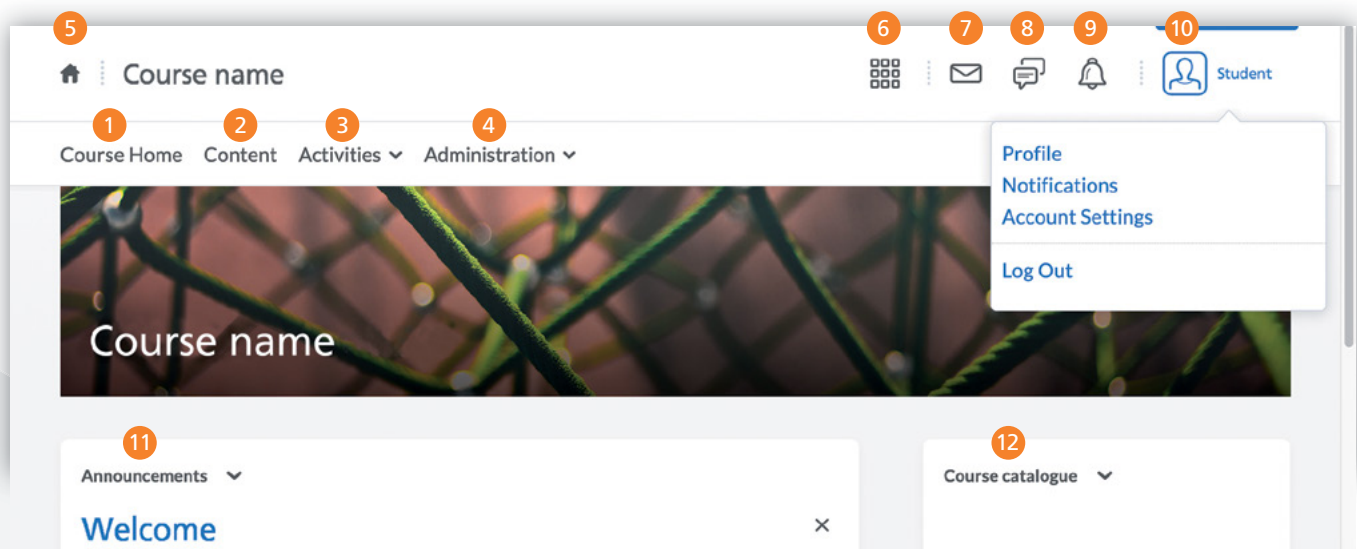 5 6 7 8 9 10
Course name Student
1 2 3 4
Course Home Content Activities Administration
Profile
Notifications
Account Settings
Log Out
Course name
11 12
Announcements Course catalogue
Welcome